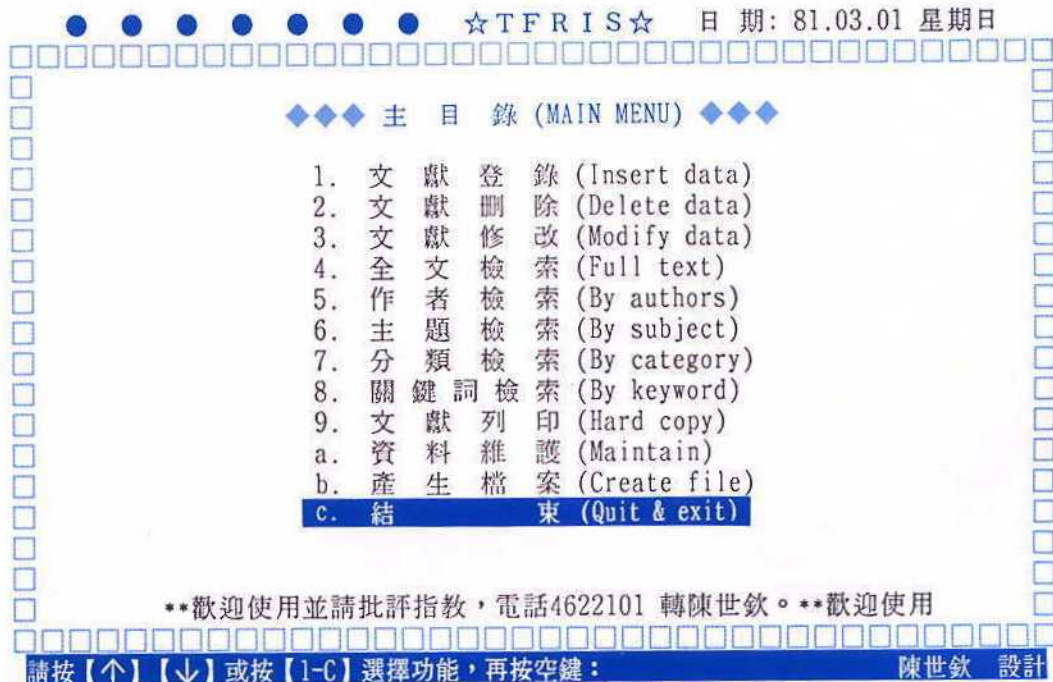 ● ● ● ● ● ● ● ☆TFRIS☆ 日 期: 81.03.01 星期日
◆◆◆ 主 目 錄 (MAIN MENU) ◆◆◆
1. 文 獻 登 錄 (Insert data)
2. 文 獻 刪 除 (Delete data)
3. 文 獻 修 改 (Modify data)
4. 全 文 檢 索 (Full text)
5. 作 者 檢 索 (By authors)
6. 主 題 檢 索 (By subject)
7. 分 類 檢 索 (By category)
8. 關 鍵 詞 檢 索 (By keyword)
9. 文 獻 列 印 (Hard copy)
a. 資 料 維 護 (Maintain)
b. 產 生 檔 案 (Create file)
c. 結 束 (Quit & exit)
**歡迎使用並請批評指教，電話4622101 轉陳世欽。**歡迎使用
請按【↑】【↓】或按【1-C】選擇功能，再按空鍵： 陳世欽 設計